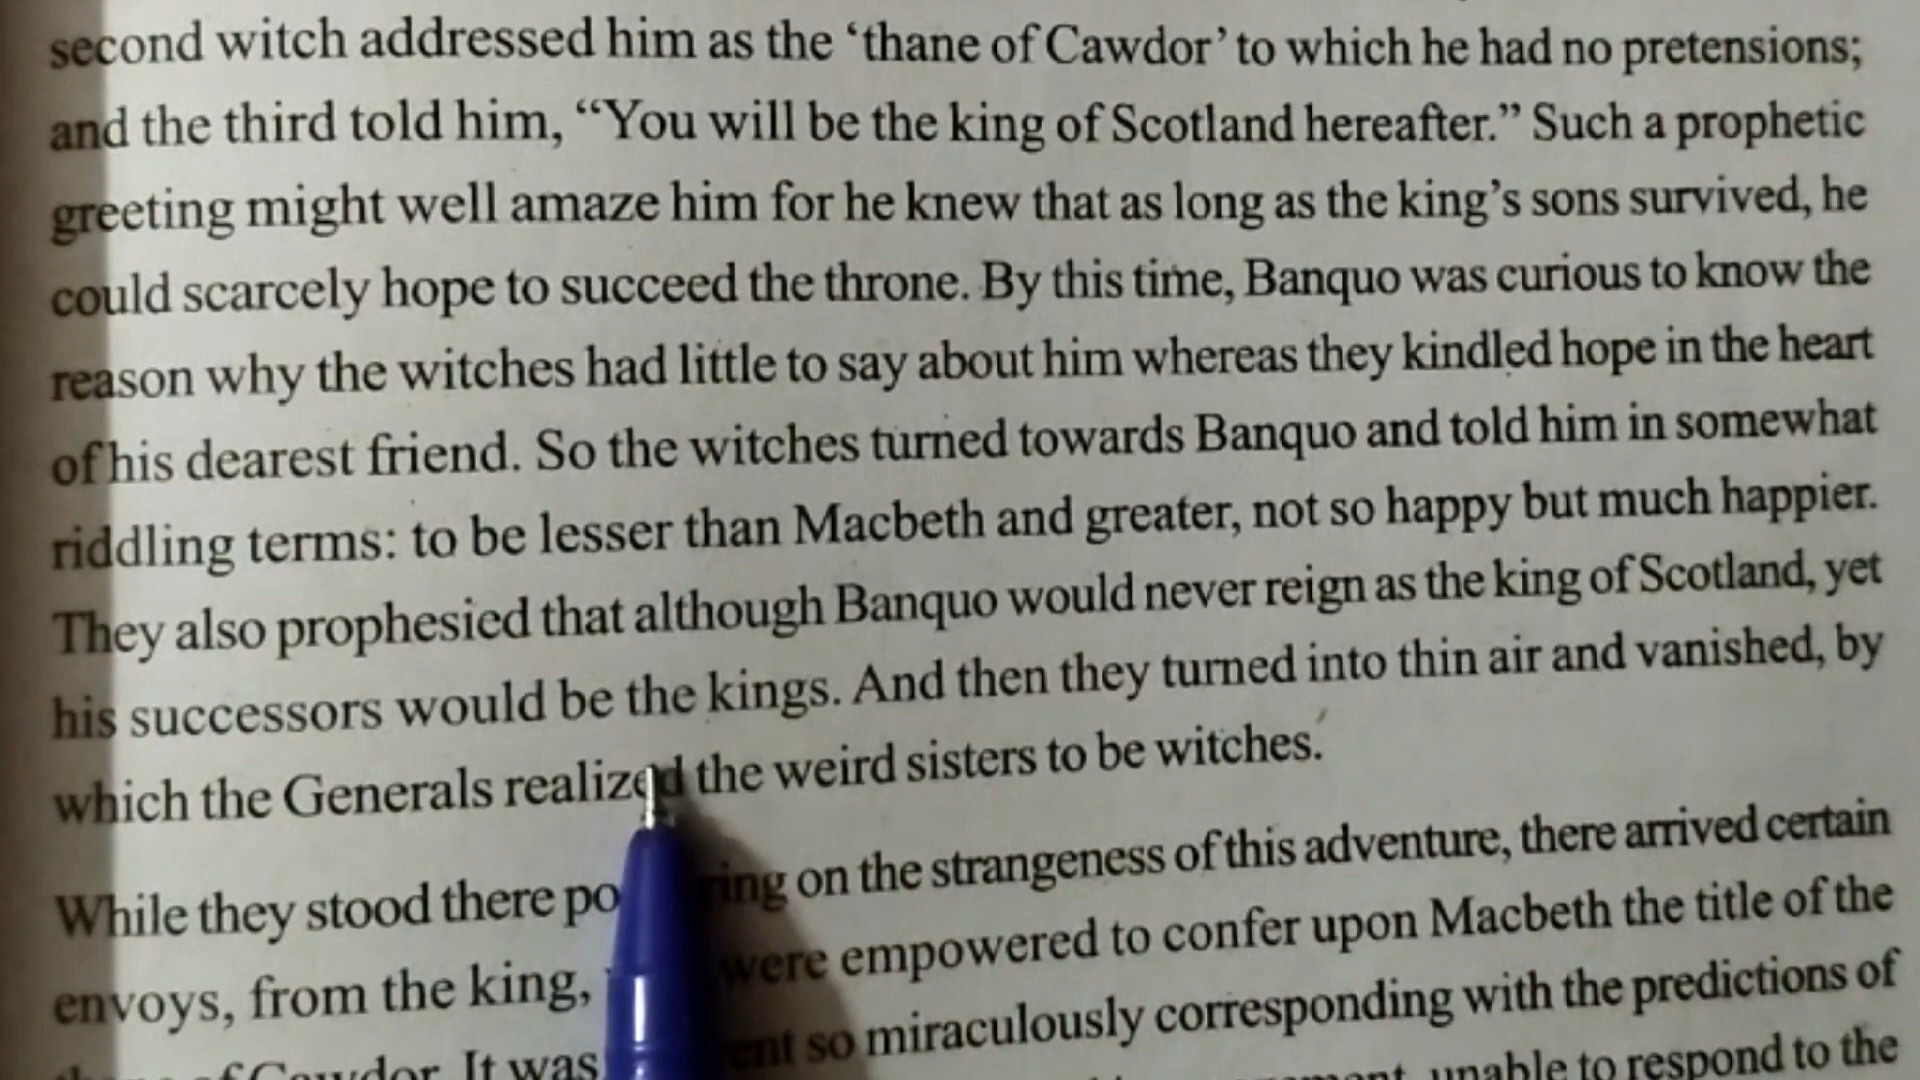 second witch addressed him as the ‘thane of Cawdor’ to which he had no pretensions;
and the third told him, “You will be the king of Scotland hereafter.” Such a prophetic
greeting might well amaze him for he knew that as long as the king’s sons survived, he
could scarcely hope to succeed the throne. By this time, Banquo was curious to know the
reason why the witches had little to say about him whereas they kindled hope in the heart
of his dearest friend. So the witches turned towards Banquo and told him in somewhat
riddling terms: to be lesser than Macbeth and greater, not so happy but much happier.
They also prophesied that although Banquo would never reign as the king of Scotland, yet
his successors would be the kings. And then they turned into thin air and vanished, by
which the Generals realized the weird sisters to be witches.
While they stood there on the strangeness of this adventure, there arrived certain
envoys, from the king, were empowered to confer upon Macbeth the title of the
of Cawdor. It was so miraculously corresponding with the predictions of
unable to respond to the